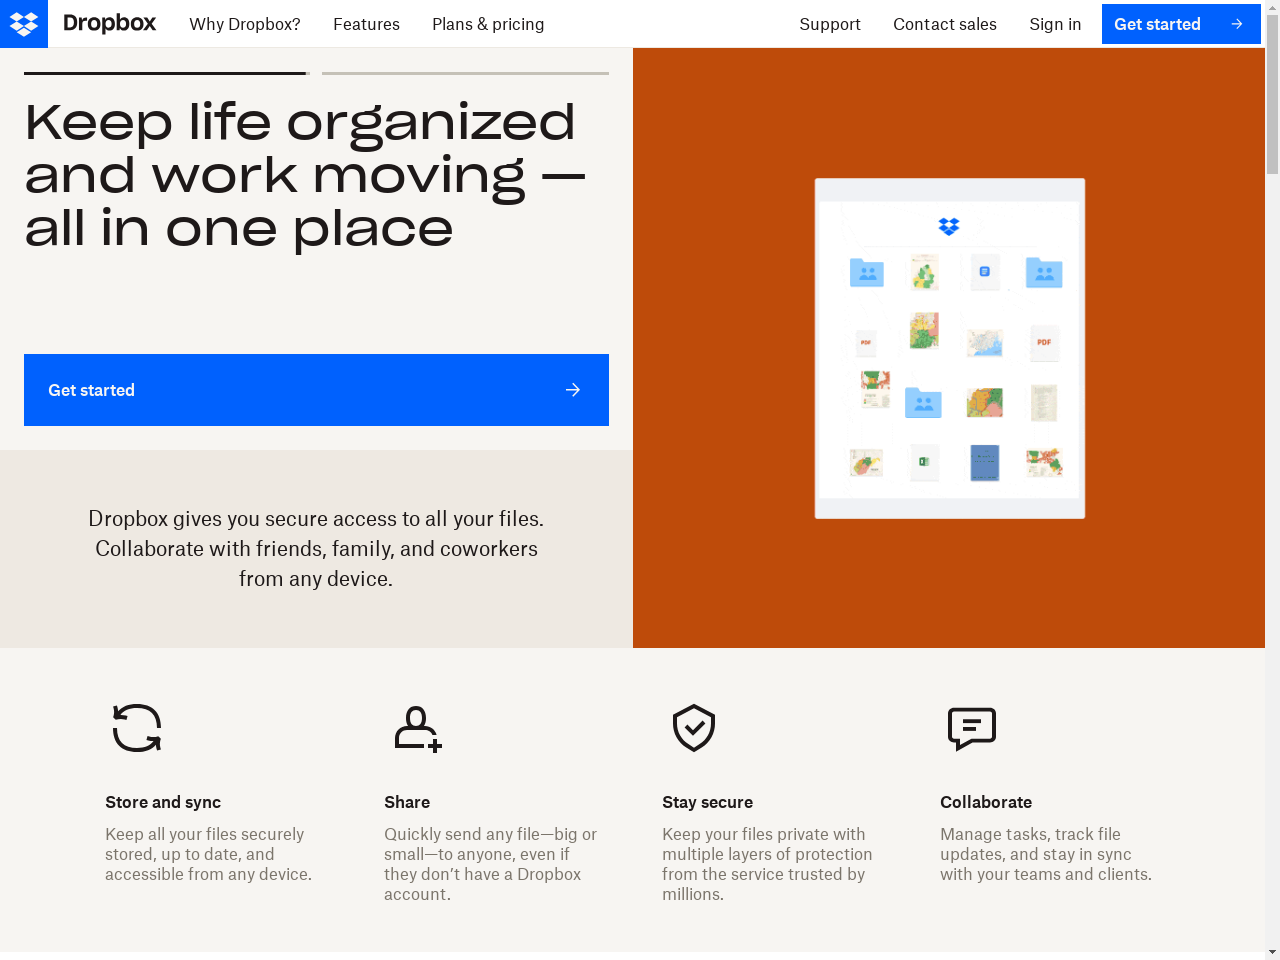 Dropbox
Why Dropbox?
Features
Plans & pricing
Support
Contact sales
Sign in
Get started
Keep life organized
and work moving —
all in one place
Get started
Dropbox gives you secure access to all your files.
Collaborate with friends, family, and coworkers
from any device.
PDF
PDF
Store and sync
Keep all your files securely
stored, up to date, and
accessible from any device.
Share
Quickly send any file—big or
small—to anyone, even if
they don’t have a Dropbox
account.
Stay secure
Keep your files private with
multiple layers of protection
from the service trusted by
millions.
Collaborate
Manage tasks, track file
updates, and stay in sync
with your teams and clients.